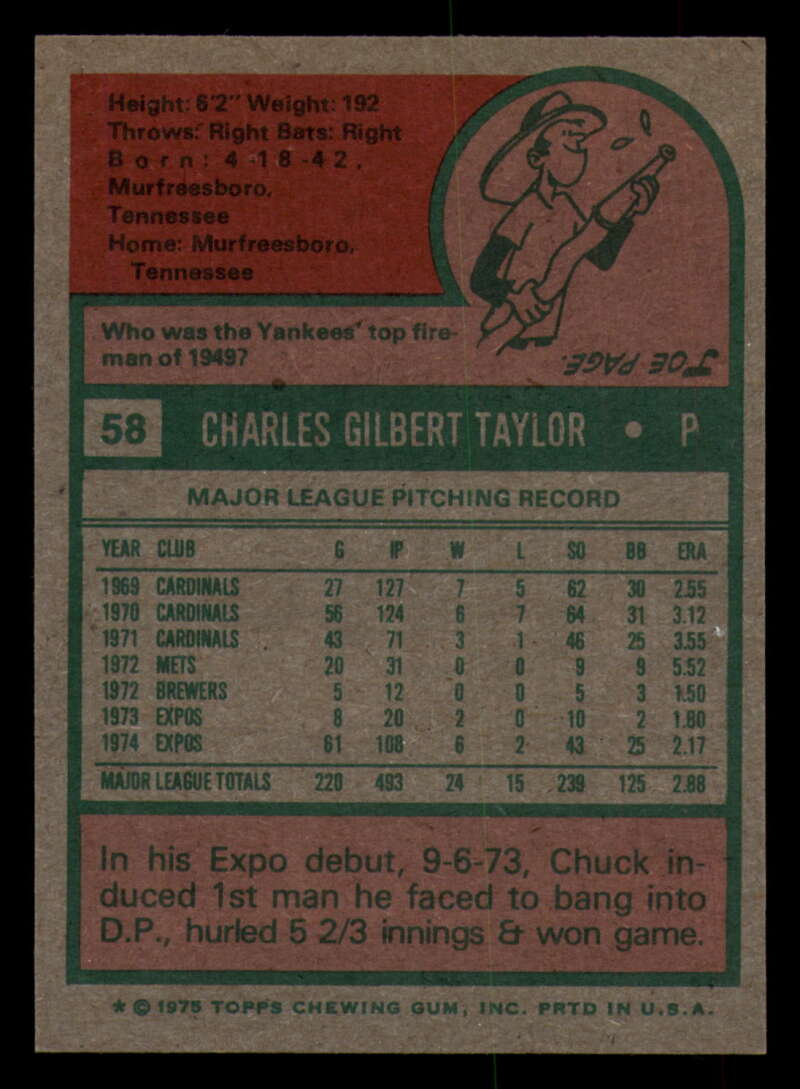 Height: 6'2" Weight: 192
Throws: Right Bats: Right
Born: 4-18-42,
Murfreesboro,
Tennessee
Home: Murfreesboro,
Tennessee
Who was the Yankees' top fire-
man of 1949?
JOE PAGE.
58 CHARLES GILBERT TAYLOR • P
MAJOR LEAGUE PITCHING RECORD
YEAR CLUB G IP W L SO BB ERA
1969 CARDINALS 27 127 7 5 62 30 2.55
1970 CARDINALS 56 124 6 7 64 31 3.12
1971 CARDINALS 43 71 3 1 46 25 3.55
1972 METS 20 31 0 0 9 9 5.52
1972 BREWERS 5 12 0 0 5 3 1.50
1973 EXPOS 8 20 2 0 10 2 1.80
1974 EXPOS 61 108 6 2 43 25 2.17
MAJOR LEAGUE TOTALS 220 493 24 15 239 125 2.88
In his Expo debut, 9-6-73, Chuck in-
duced 1st man he faced to bang into
D.P., hurled 5 2/3 innings & won game.
* © 1975 TOPPS CHEWING GUM, INC. PRTD IN U.S.A.